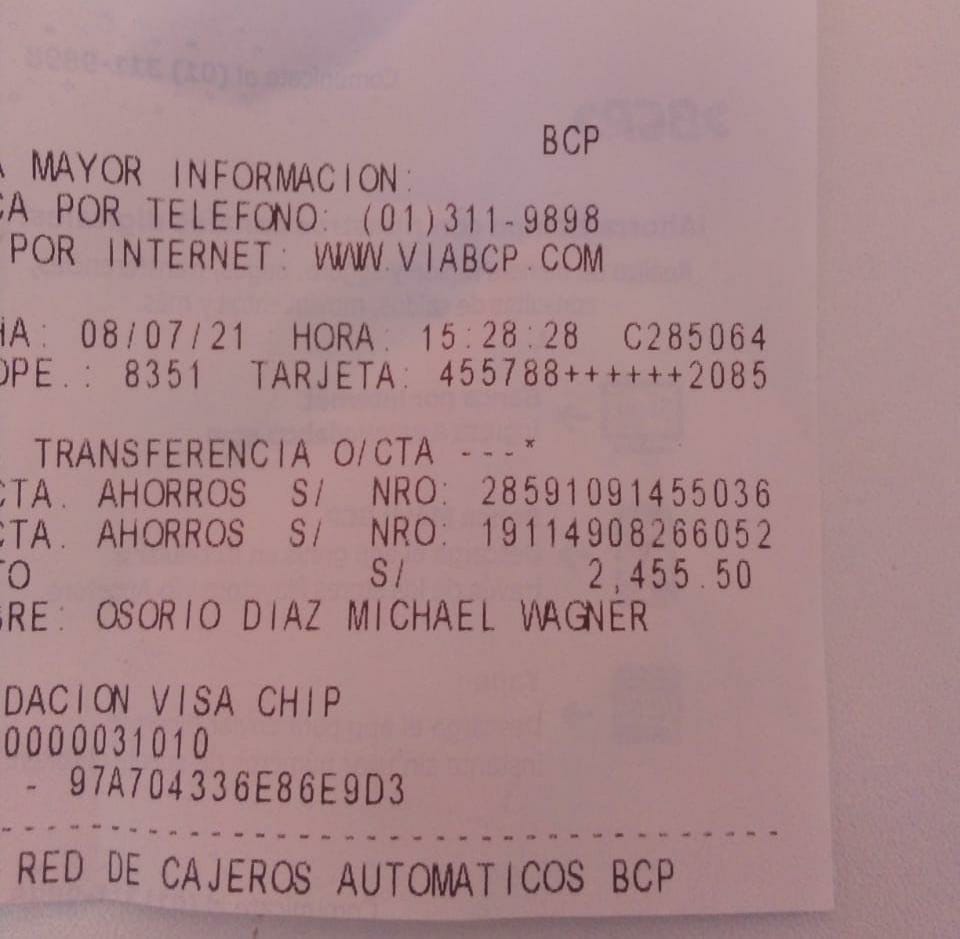 BCP
A MAYOR INFORMACION:
CA POR TELEFONO: (01)311-9898
POR INTERNET: WWW.VIABCP.COM
HA: 08/07/21 HORA: 15:28:28 C285064
OPE.: 8351 TARJETA: 455788++++++2085
TRANSFERENCIA O/CTA ---*
CTA. AHORROS S/ NRO: 28591091455036
CTA. AHORROS S/ NRO: 19114908266052
TO S/ 2,455.50
BRE: OSORIO DIAZ MICHAEL WAGNER
DACION VISA CHIP
0000031010
- 97A704336E86E9D3
RED DE CAJEROS AUTOMATICOS BCP